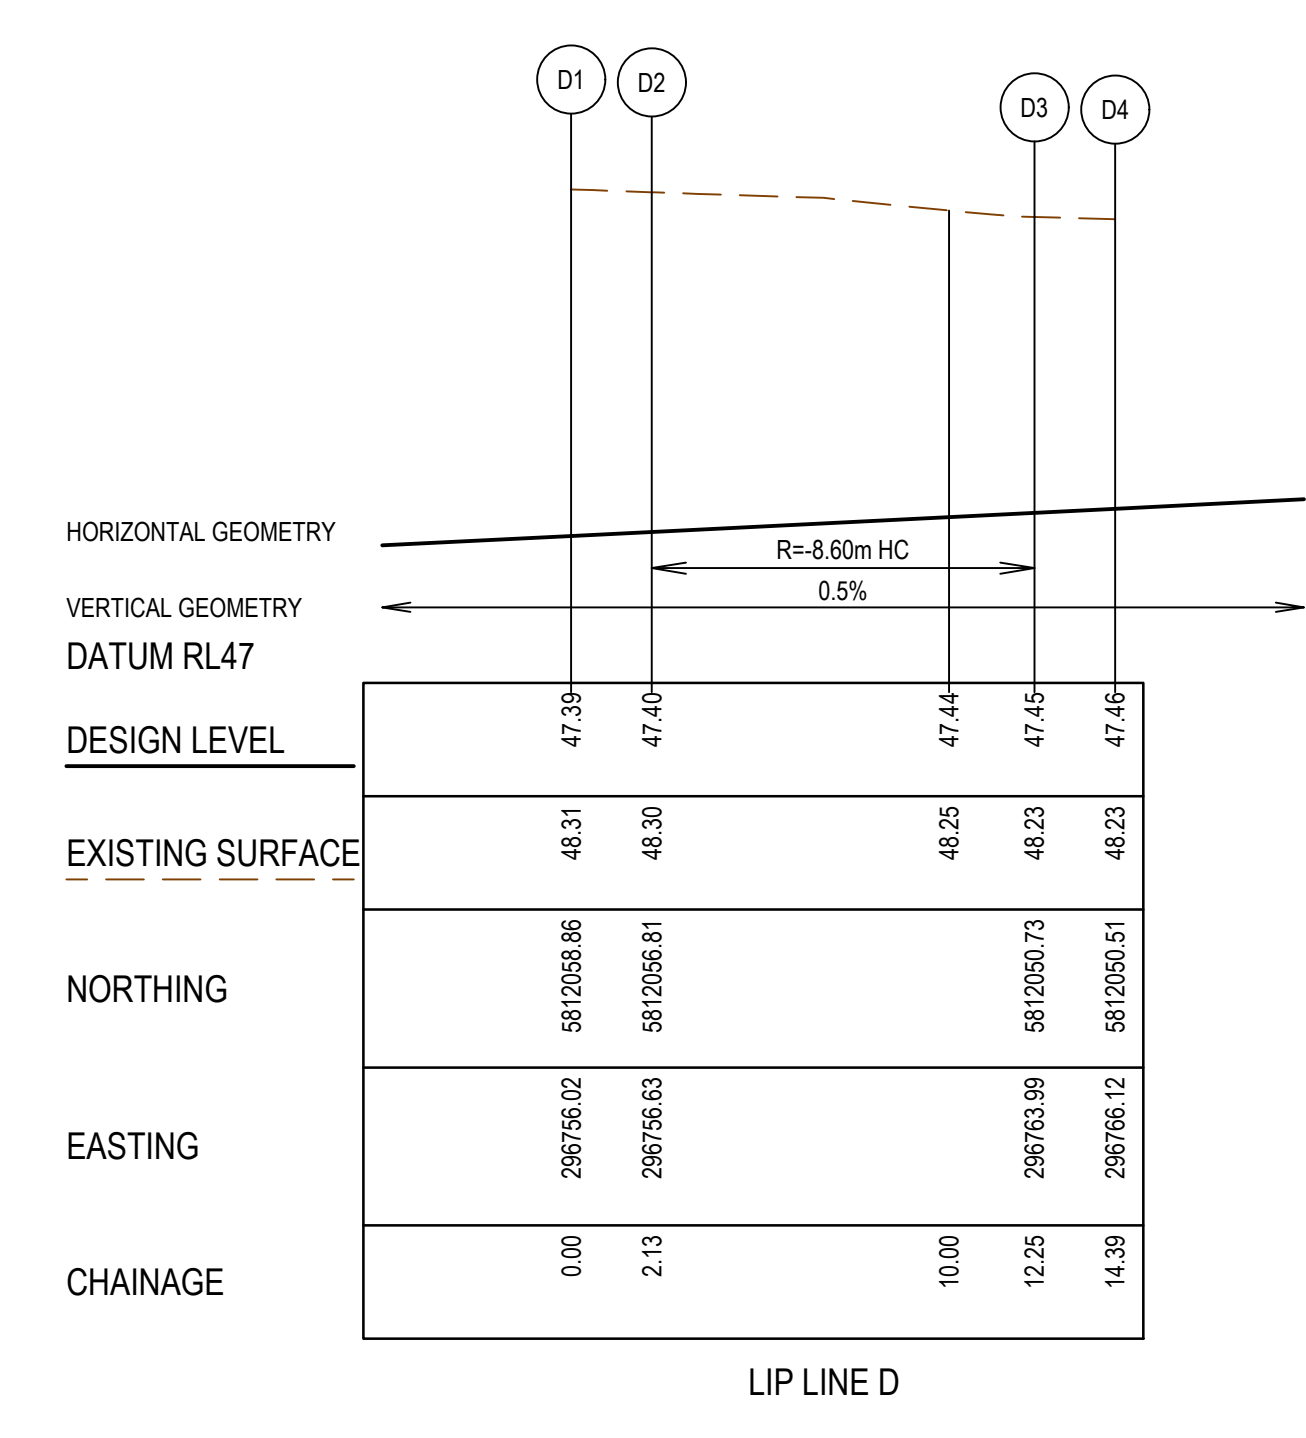 D1 D2 D3 D4
HORIZONTAL GEOMETRY R=-8.60m HC
VERTICAL GEOMETRY 0.5%
DATUM RL47
DESIGN LEVEL 47.39 47.40 47.44 47.45 47.46
EXISTING SURFACE 48.31 48.30 48.25 48.23 48.23
NORTHING 5812058.86 5812056.81 5812050.73 5812050.51
EASTING 296756.02 296756.63 296763.99 296766.12
CHAINAGE 0.00 2.13 10.00 12.25 14.39
LIP LINE D